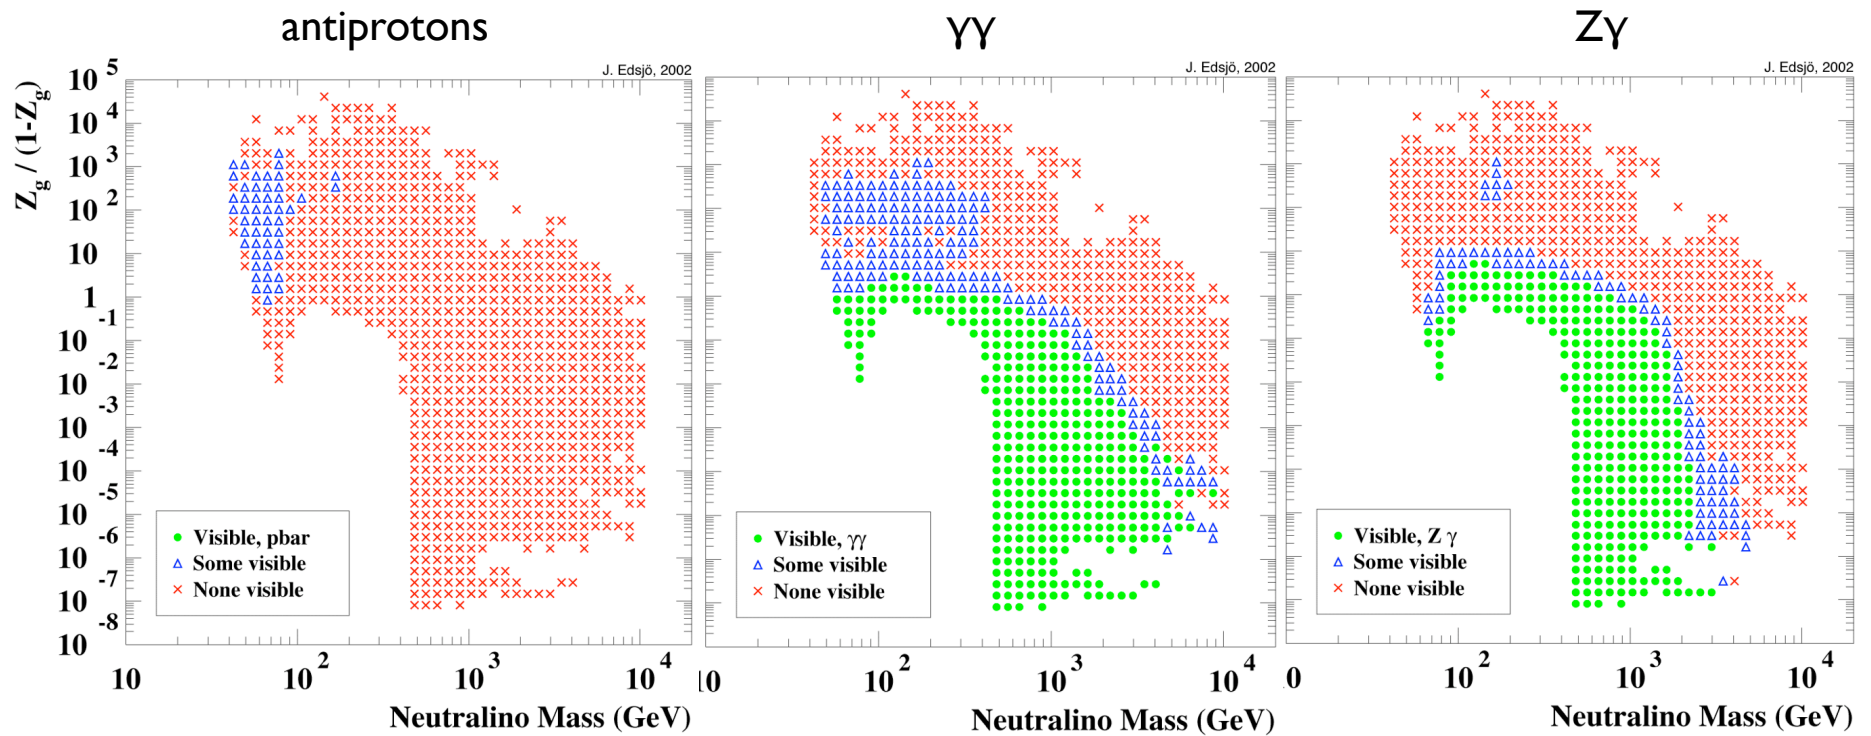 antiprotons
γγ
Zγ
J. Edsjö, 2002
J. Edsjö, 2002
J. Edsjö, 2002
Z_g / (1-Z_g)
10^5
10^4
10^3
10^2
10
1
10^-1
10^-2
10^-3
10^-4
10^-5
10^-6
10^-7
10^-8
Visible, pbar
Some visible
None visible
10 10^2 10^3 10^4
Neutralino Mass (GeV)
Visible, γγ
Some visible
None visible
10 10^2 10^3 10^4
Neutralino Mass (GeV)
Visible, Z γ
Some visible
None visible
0 10^2 10^3 10^4
Neutralino Mass (GeV)